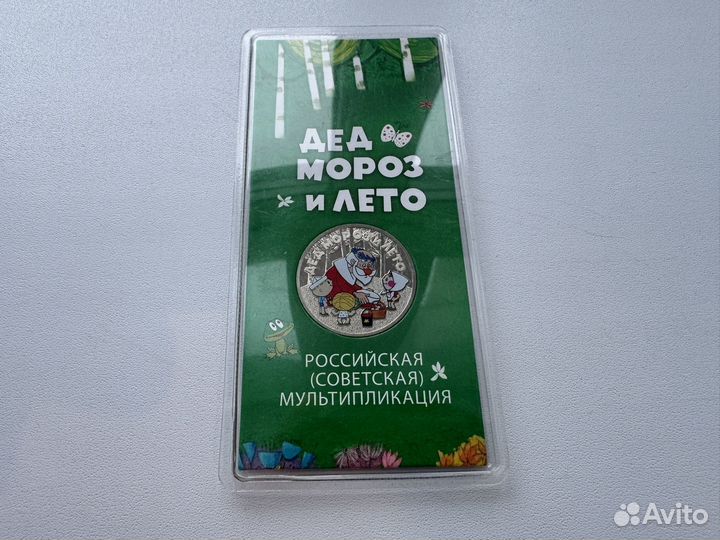 ДЕД
МОРОЗ
и ЛЕТО
ДЕД МОРОЗ И ЛЕТО
РОССИЙСКАЯ
(СОВЕТСКАЯ)
МУЛЬТИПЛИКАЦИЯ
Avito